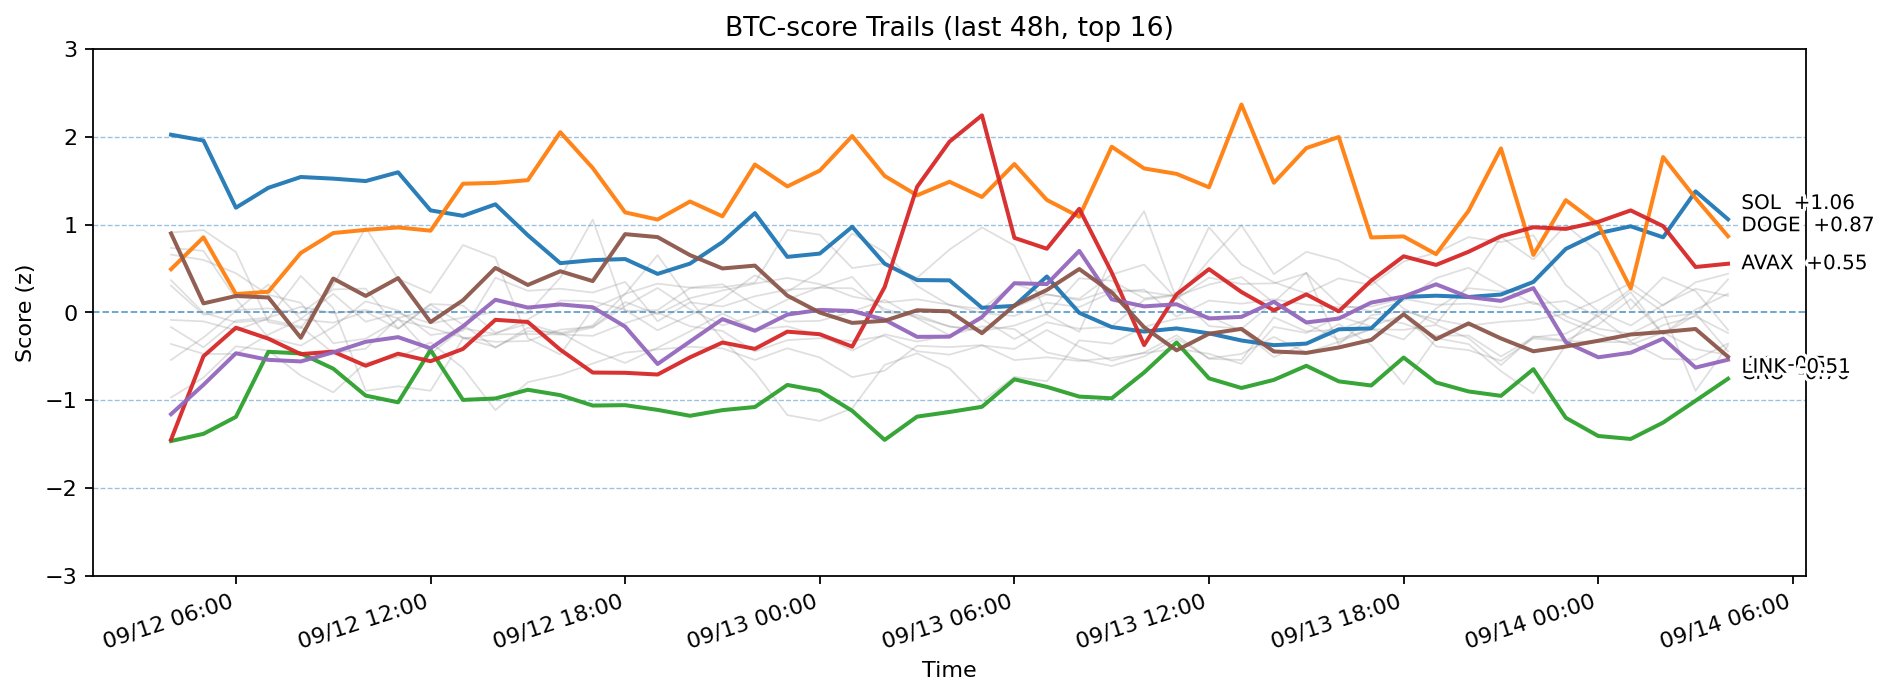 BTC-score Trails (last 48h, top 16)
Score (z)
3
2
1
0
−1
−2
−3
SOL +1.06
DOGE +0.87
AVAX +0.55
LINK -0.51
09/12 06:00
09/12 12:00
09/12 18:00
09/13 00:00
09/13 06:00
09/13 12:00
09/13 18:00
09/14 00:00
09/14 06:00
Time